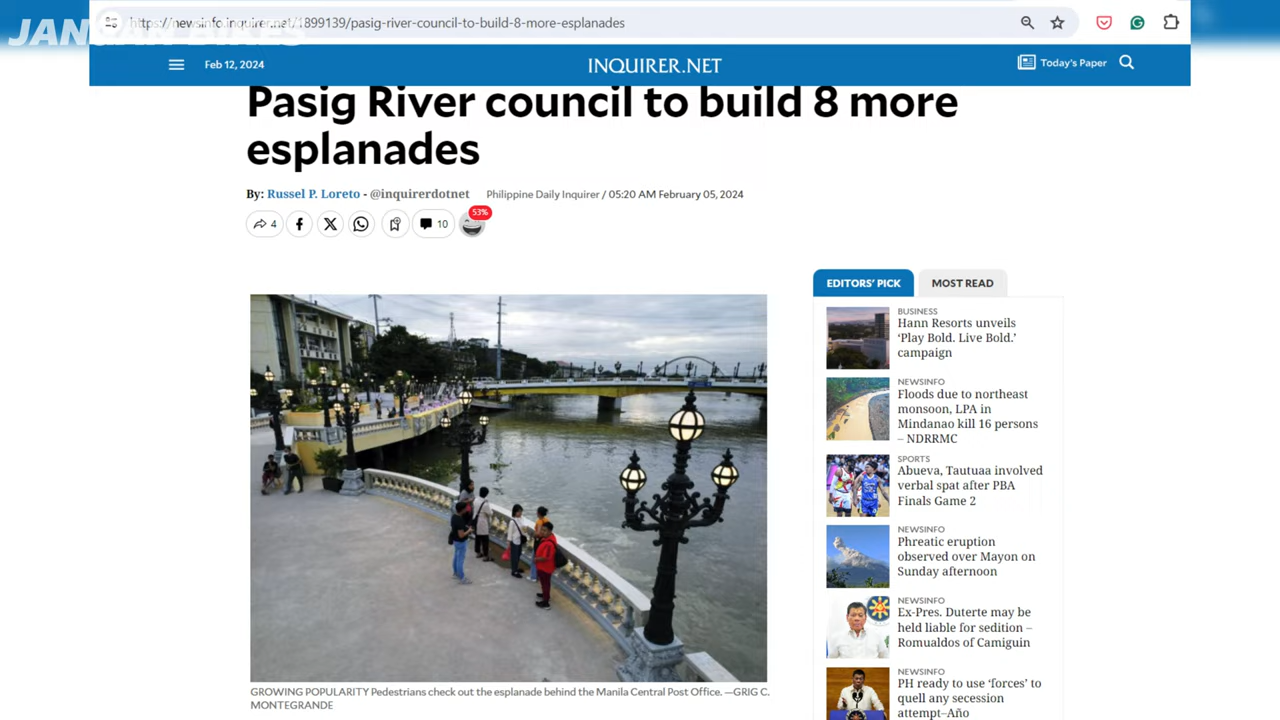 JANGAN BIKES
https://newsinfo.inquirer.net/1899139/pasig-river-council-to-build-8-more-esplanades
Feb 12, 2024
INQUIRER.NET
Today's Paper
Pasig River council to build 8 more
esplanades
By: Russel P. Loreto - @inquirerdotnet
Philippine Daily Inquirer / 05:20 AM February 05, 2024
4
10
53%
EDITORS' PICK
MOST READ
BUSINESS
Hann Resorts unveils
‘Play Bold. Live Bold.’
campaign
NEWSINFO
Floods due to northeast
monsoon, LPA in
Mindanao kill 16 persons
– NDRRMC
SPORTS
Abueva, Tautuaa involved
verbal spat after PBA
Finals Game 2
NEWSINFO
Phreatic eruption
observed over Mayon on
Sunday afternoon
NEWSINFO
Ex-Pres. Duterte may be
held liable for sedition –
Romualdos of Camiguin
NEWSINFO
PH ready to use ‘forces’ to
quell any secession
attempt–Año
GROWING POPULARITY Pedestrians check out the esplanade behind the Manila Central Post Office. —GRIG C.
MONTEGRANDE